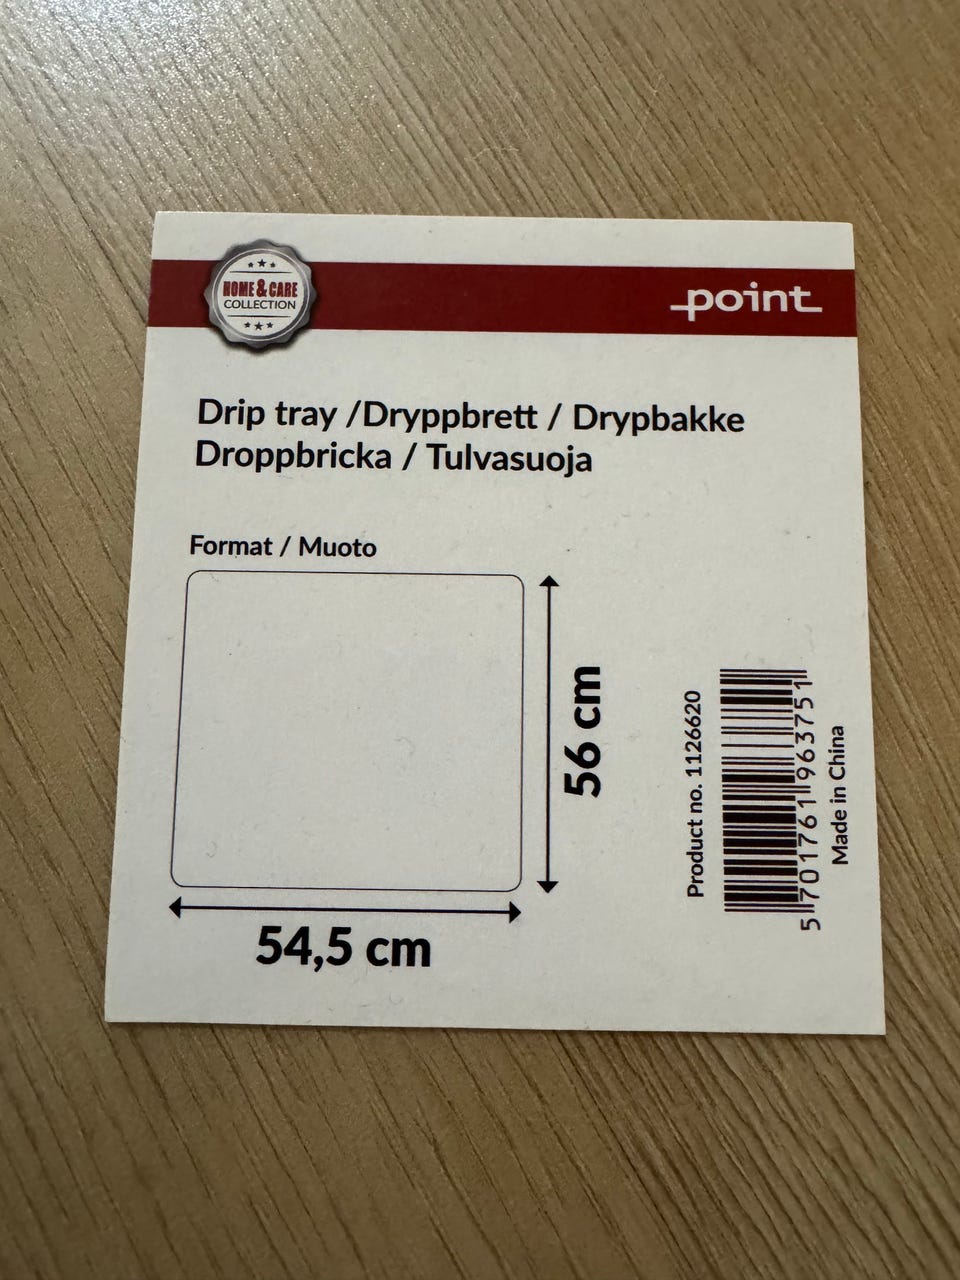 HOME & CARE
COLLECTION
point
Drip tray /Dryppbrett / Drypbakke
Droppbricka / Tulvasuoja
Format / Muoto
56 cm
54,5 cm
Product no. 1126620
5 701761 963751
Made in China